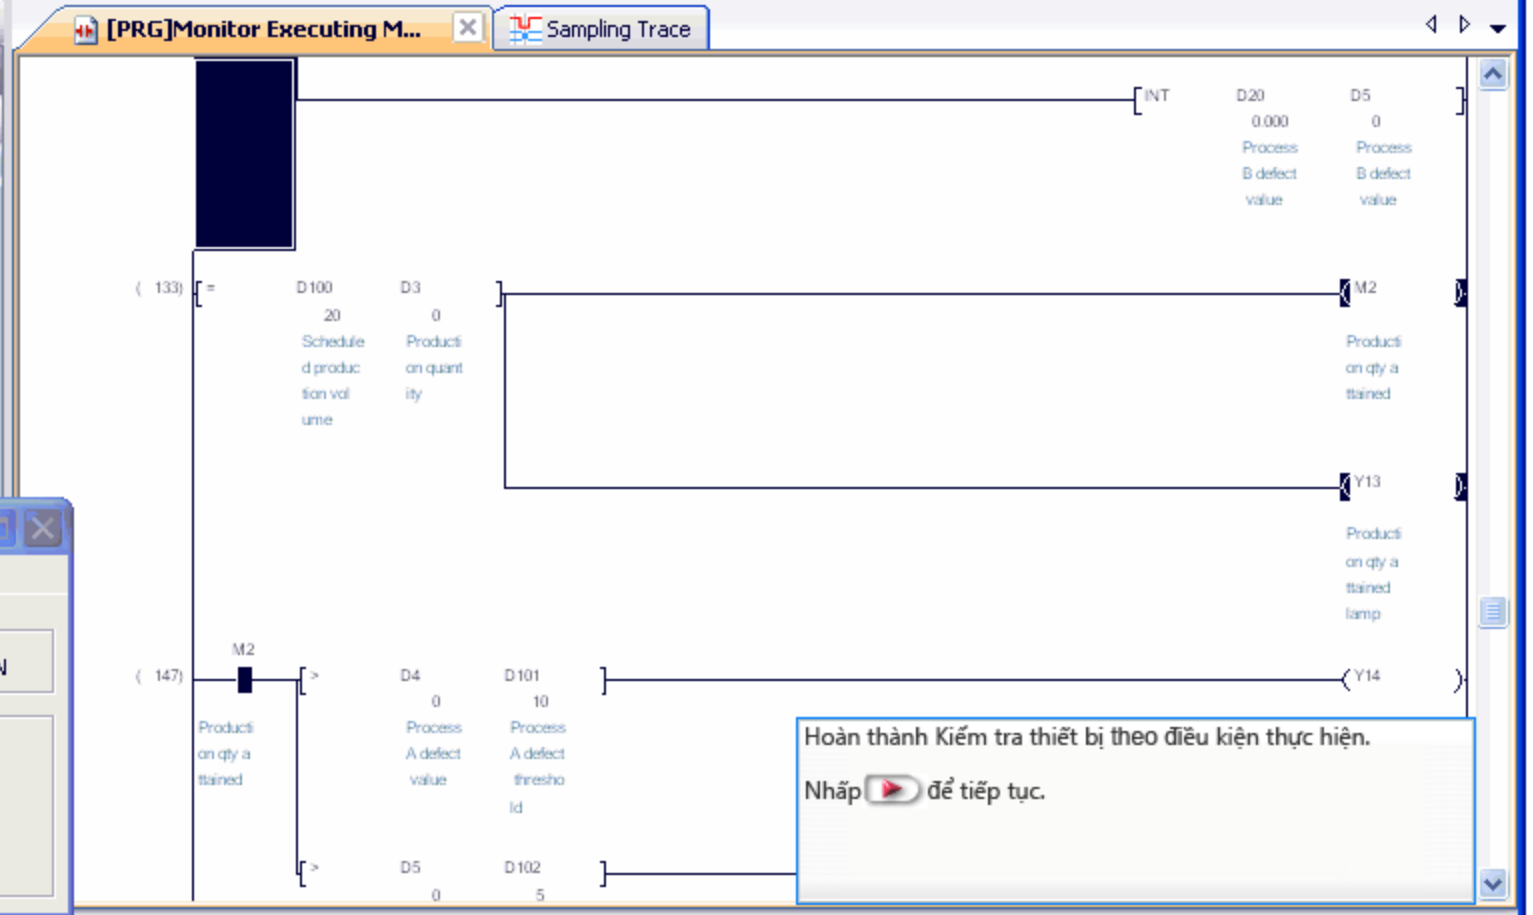 [PRG]Monitor Executing M...
Sampling Trace
INT D20 D5
0.000 0
Process Process
B defect B defect
value value
( 133) = D100 D3 M2
20 0
Schedule Producti Producti
d produc on quant on qty a
tion vol ity ttained
ume
Y13
Producti
on qty a
ttained
lamp
M2
( 147) > D4 D101 Y14
0 10
Producti Process Process
on qty a A defect A defect
ttained value thresho
ld
> D5 D102
0 5
Hoàn thành Kiểm tra thiết bị theo điều kiện thực hiện.
Nhấp để tiếp tục.